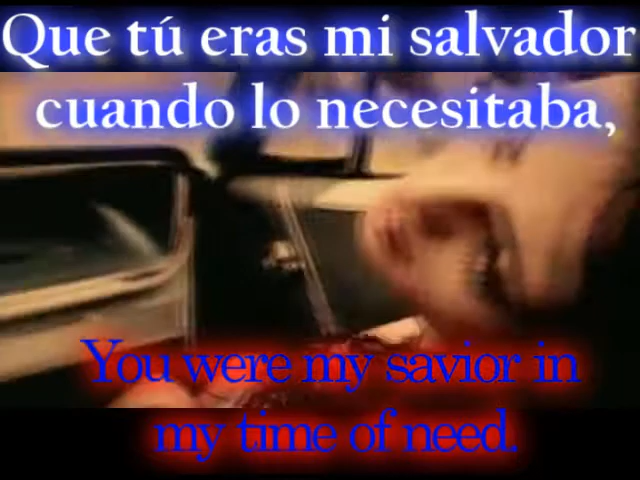 Que tú eras mi salvador
cuando lo necesitaba,
You were my savior in
my time of need.